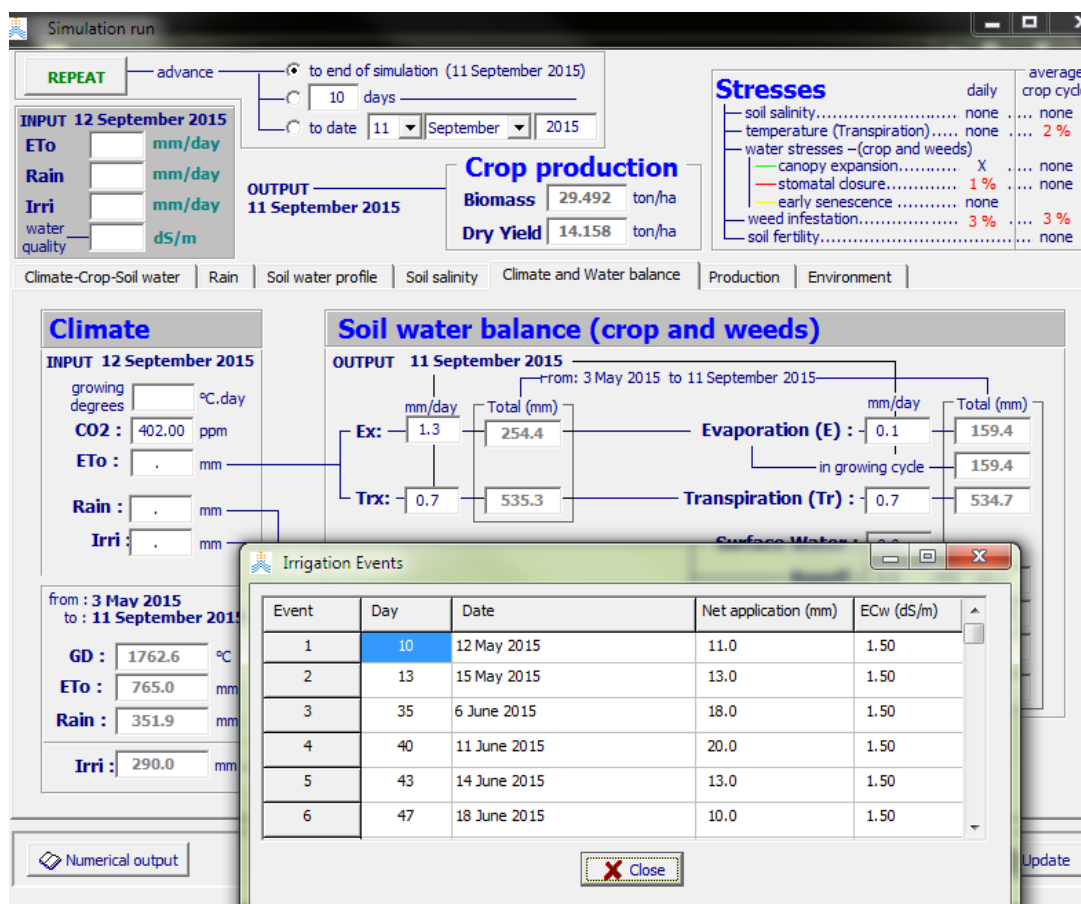 Simulation run
REPEAT
advance
to end of simulation (11 September 2015)
10 days
to date 11 September 2015
INPUT 12 September 2015
ETo mm/day
Rain mm/day
Irri mm/day
water quality dS/m
OUTPUT
11 September 2015
Crop production
Biomass 29.492 ton/ha
Dry Yield 14.158 ton/ha
Stresses daily average crop cycl
soil salinity............................ none .... none
temperature (Transpiration)..... none .... 2 %
water stresses –(crop and weeds)
canopy expansion........... X .... none
stomatal closure............. 1 % .... none
early senescence ............ none
weed infestation.................. 3 % .... 3 %
soil fertility............................................ none
Climate-Crop-Soil water Rain Soil water profile Soil salinity Climate and Water balance Production Environment
Climate
INPUT 12 September 2015
growing degrees °C.day
CO2 : 402.00 ppm
ETo : . mm
Rain : . mm
Irri : . mm
from : 3 May 2015
to : 11 September 201
GD : 1762.6 °C
ETo : 765.0 mm
Rain : 351.9 mm
Irri : 290.0 mm
Soil water balance (crop and weeds)
OUTPUT 11 September 2015
From: 3 May 2015 to 11 September 2015
mm/day Total (mm) mm/day Total (mm)
Ex: 1.3 254.4 Evaporation (E) : 0.1 159.4
in growing cycle 159.4
Trx: 0.7 535.3 Transpiration (Tr) : 0.7 534.7
Surface Water :
Irrigation Events
Event Day Date Net application (mm) ECw (dS/m)
1 10 12 May 2015 11.0 1.50
2 13 15 May 2015 13.0 1.50
3 35 6 June 2015 18.0 1.50
4 40 11 June 2015 20.0 1.50
5 43 14 June 2015 13.0 1.50
6 47 18 June 2015 10.0 1.50
Close
Numerical output
Update